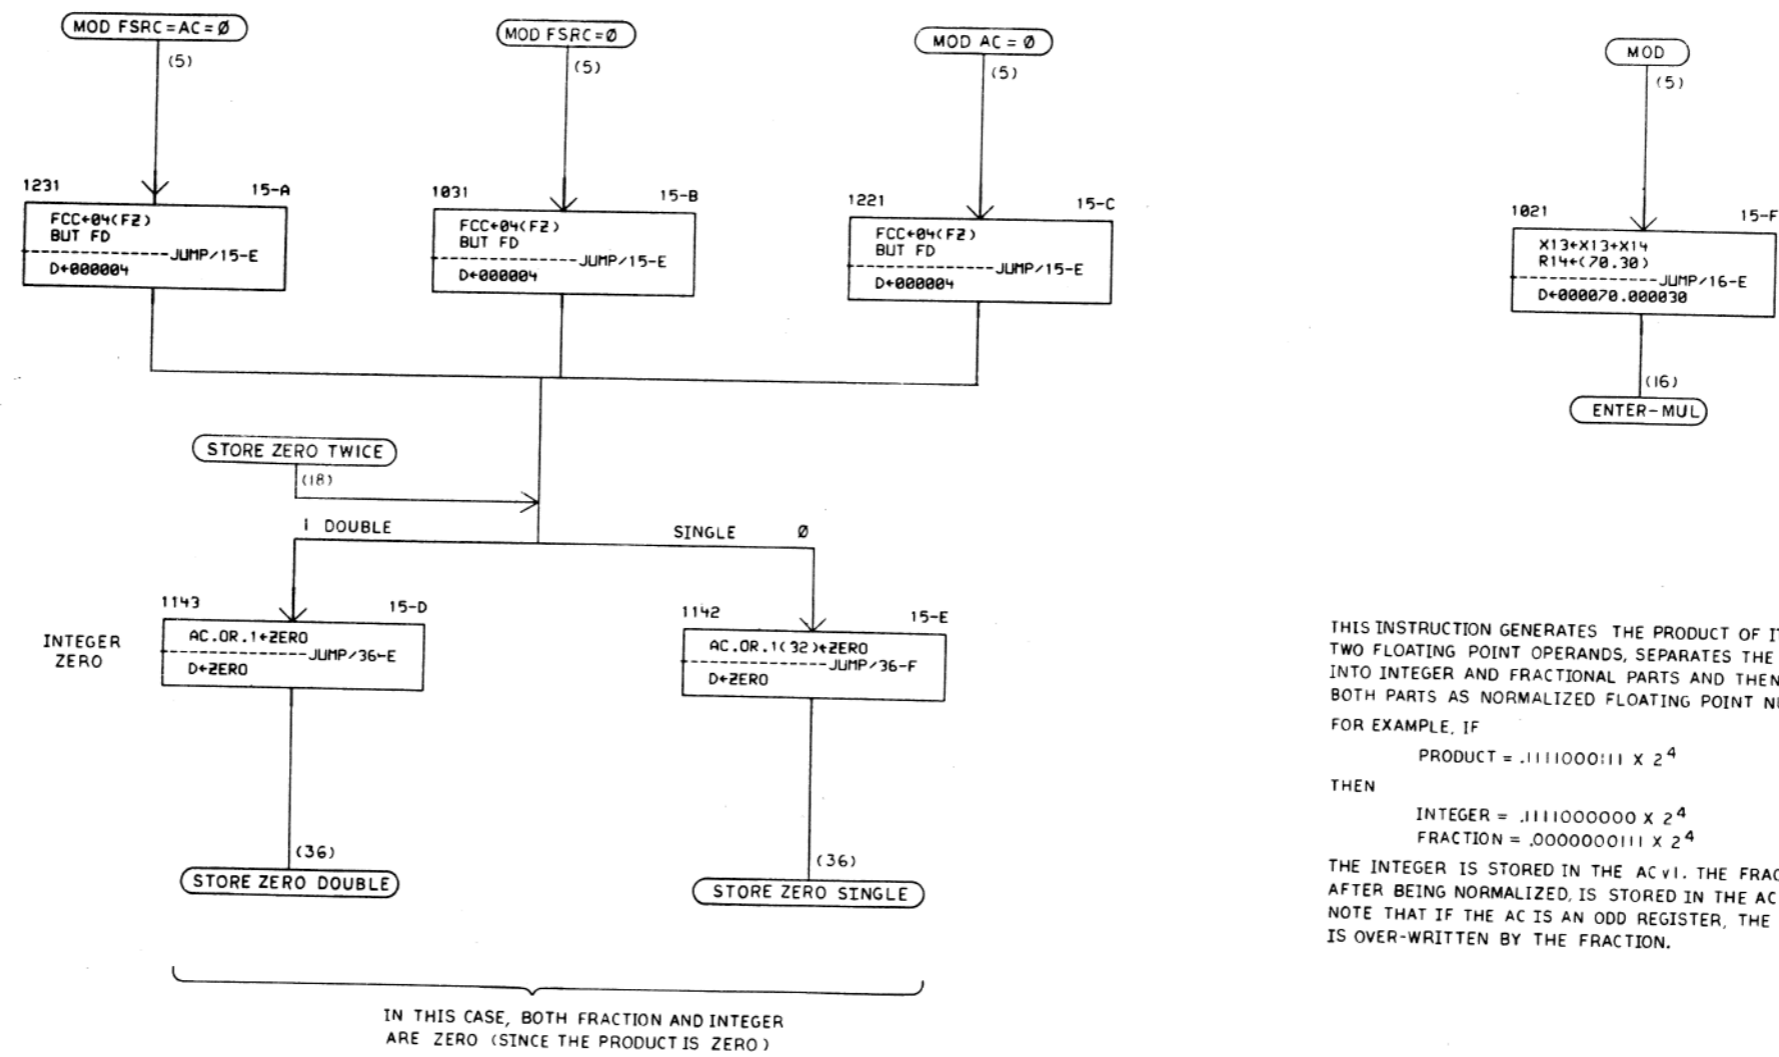 MOD FSRC=AC=Ø
(5)
1231 15-A
FCC←04(FZ)
BUT FD
JUMP/15-E
D←000004
MOD FSRC=Ø
(5)
1031 15-B
FCC←04(FZ)
BUT FD
JUMP/15-E
D←000004
MOD AC = Ø
(5)
1221 15-C
FCC←04(FZ)
BUT FD
JUMP/15-E
D←000004
MOD
(5)
1021 15-F
X13←X13+X14
R14←(70.30)
JUMP/16-E
D←000070.000030
(16)
ENTER-MUL
STORE ZERO TWICE
(18)
1 DOUBLE
SINGLE Ø
INTEGER
ZERO
1143 15-D
AC.OR.1←ZERO
JUMP/36-E
D←ZERO
(36)
STORE ZERO DOUBLE
1142 15-E
AC.OR.1(32)←ZERO
JUMP/36-F
D←ZERO
(36)
STORE ZERO SINGLE
IN THIS CASE, BOTH FRACTION AND INTEGER
ARE ZERO (SINCE THE PRODUCT IS ZERO)
THIS INSTRUCTION GENERATES THE PRODUCT OF
TWO FLOATING POINT OPERANDS, SEPARATES THE
INTO INTEGER AND FRACTIONAL PARTS AND THEN
BOTH PARTS AS NORMALIZED FLOATING POINT
FOR EXAMPLE, IF
PRODUCT = .1111000111 X 2⁴
THEN
INTEGER = .1111000000 X 2⁴
FRACTION = .0000000111 X 2⁴
THE INTEGER IS STORED IN THE AC v 1. THE
AFTER BEING NORMALIZED, IS STORED IN THE AC
NOTE THAT IF THE AC IS AN ODD REGISTER, THE
IS OVER-WRITTEN BY THE FRACTION.